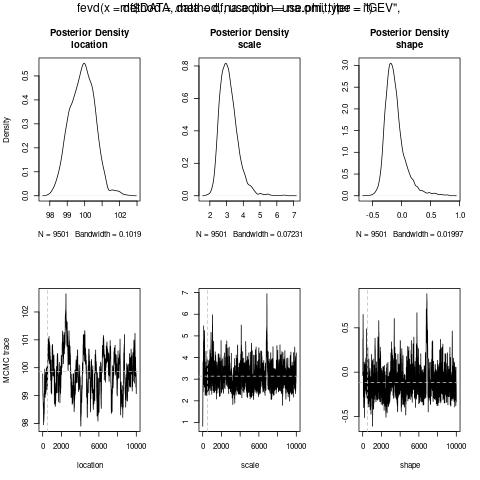 fevd(x =
type = "GEV",
Posterior Density
location
Posterior Density
scale
Posterior Density
shape
Density
0.0 0.1 0.2 0.3 0.4 0.5
98 99 100 102
N = 9501 Bandwidth = 0.1019
0.0 0.2 0.4 0.6 0.8
2 3 4 5 6 7
N = 9501 Bandwidth = 0.07231
0.0 0.5 1.0 1.5 2.0 2.5 3.0
-0.5 0.0 0.5 1.0
N = 9501 Bandwidth = 0.01997
MCMC trace
98 99 100 101 102
0 2000 6000 10000
location
1 2 3 4 5 6 7
0 2000 6000 10000
scale
-0.5 0.0 0.5
0 2000 6000 10000
shape